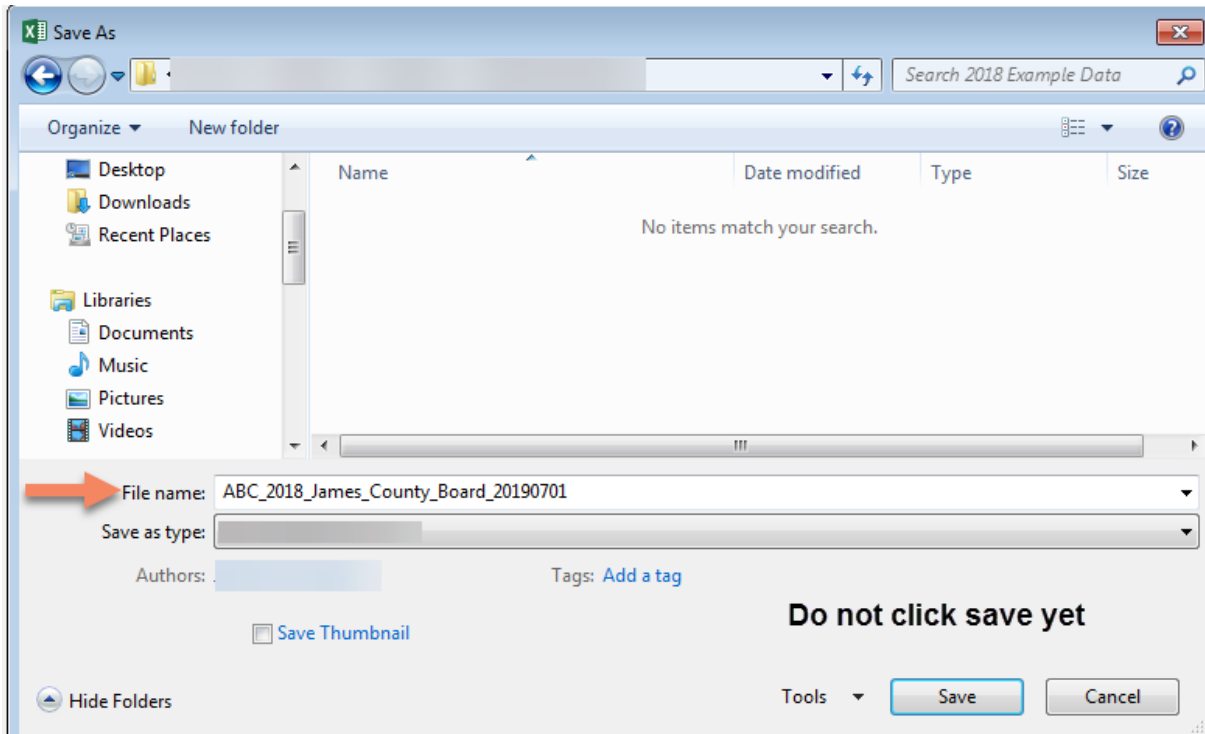 Save As
Search 2018 Example Data
Organize New folder
Name Date modified Type Size
Desktop
Downloads
Recent Places
No items match your search.
Libraries
Documents
Music
Pictures
Videos
File name: ABC_2018_James_County_Board_20190701
Save as type:
Authors: Tags: Add a tag
Do not click save yet
Save Thumbnail
Hide Folders Tools Save Cancel